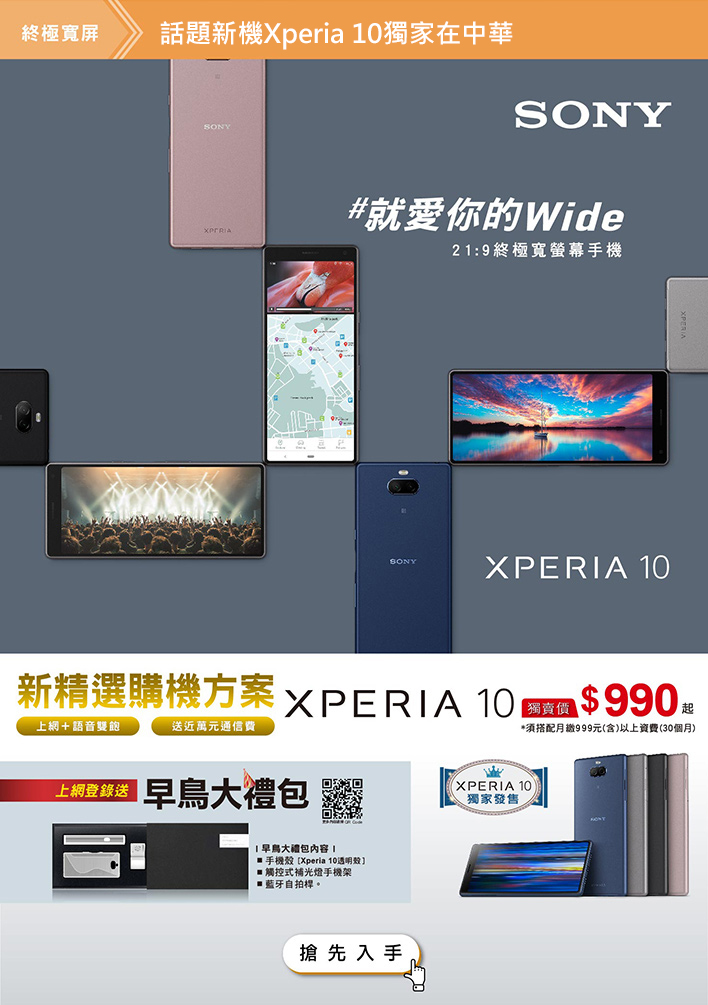 終極寬屏
話題新機Xperia 10獨家在中華
SONY
SONY
XPERIA
#就愛你的Wide
21:9終極寬螢幕手機
XPERIA
SONY
XPERIA 10
新精選購機方案
上網+語音雙飽
送近萬元通信費
XPERIA 10
獨賣價
$990起
*須搭配月繳999元(含)以上資費(30個月)
上網登錄送
早鳥大禮包
QR Code
| 早鳥大禮包內容 |
■ 手機殼 [Xperia 10透明殼]
■ 觸控式補光燈手機架
■ 藍牙自拍桿。
XPERIA 10
獨家發售
SONY
搶先入手